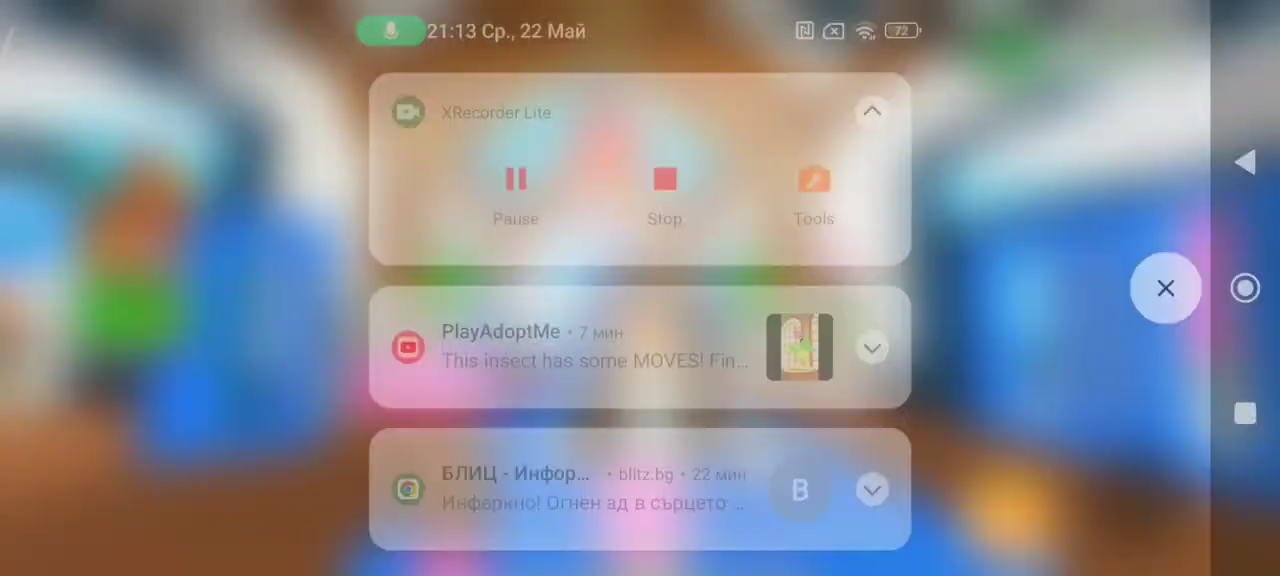 21:13 Ср., 22 Май
72
XRecorder Lite
Pause
Stop
Tools
PlayAdoptMe • 7 мин
This insect has some MOVES! Fin...
БЛИЦ - Инфор... • blitz.bg • 22 мин
B
Инфарктно! Огнен ад в сърцето ...